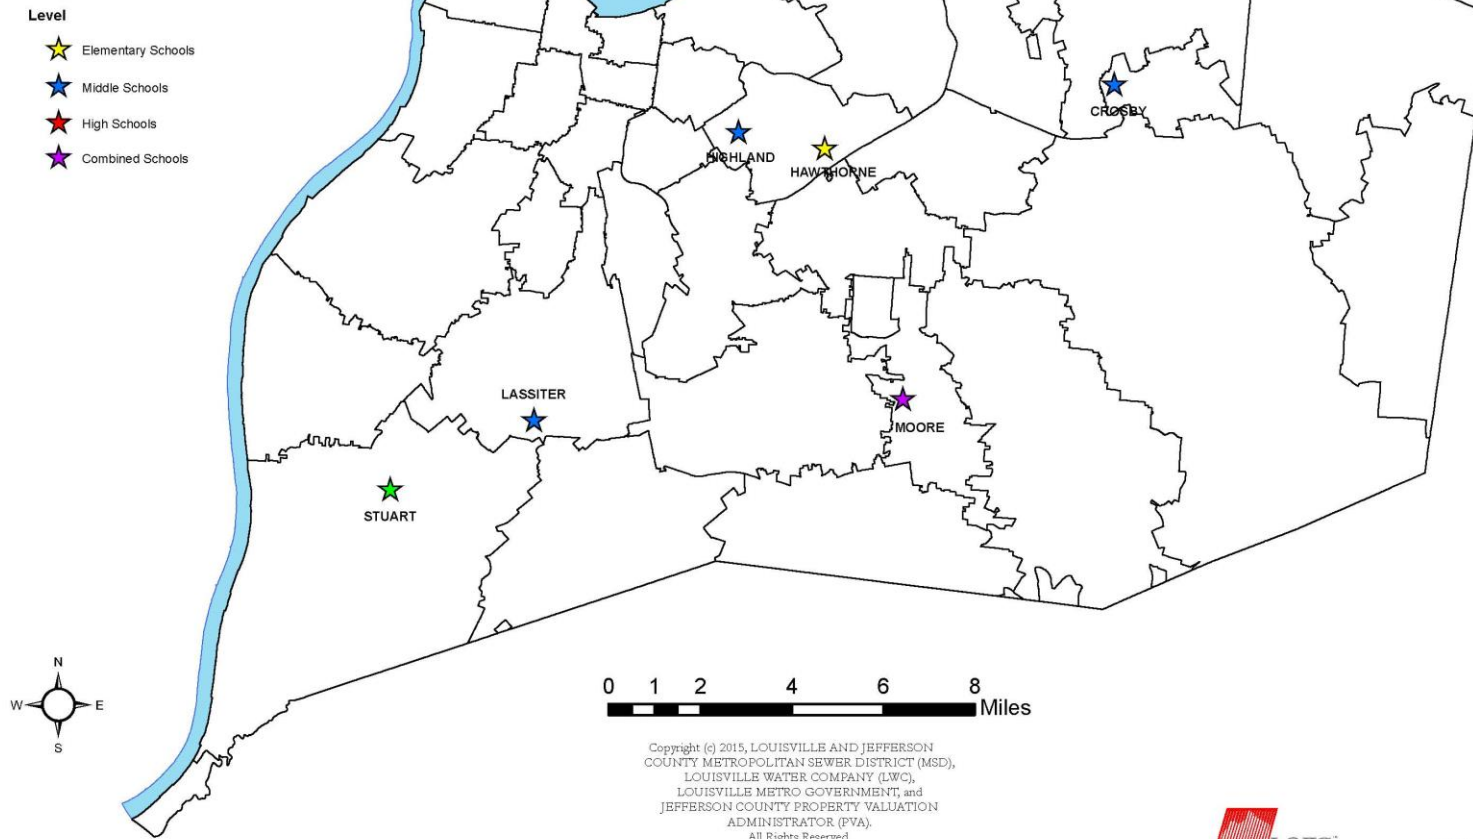 Level
Elementary Schools
Middle Schools
High Schools
Combined Schools
CROSBY
HIGHLAND
HAWTHORNE
LASSITER
MOORE
STUART
N
W E
S
0 1 2 4 6 8
Miles
Copyright (c) 2015, LOUISVILLE AND JEFFERSON
COUNTY METROPOLITAN SEWER DISTRICT (MSD),
LOUISVILLE WATER COMPANY (LWC),
LOUISVILLE METRO GOVERNMENT, and
JEFFERSON COUNTY PROPERTY VALUATION
ADMINISTRATOR (PVA).
All Rights Reserved